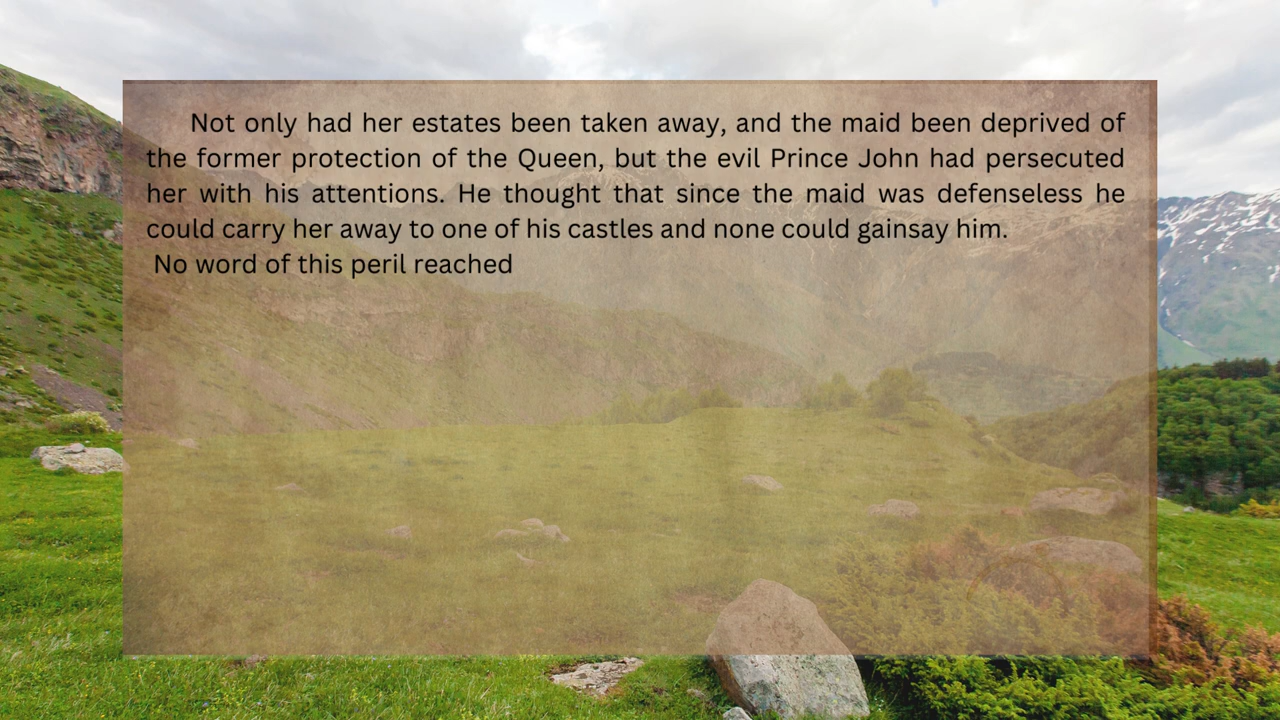 Not only had her estates been taken away, and the maid been deprived of
the former protection of the Queen, but the evil Prince John had persecuted
her with his attentions. He thought that since the maid was defenseless he
could carry her away to one of his castles and none could gainsay him.
No word of this peril reached